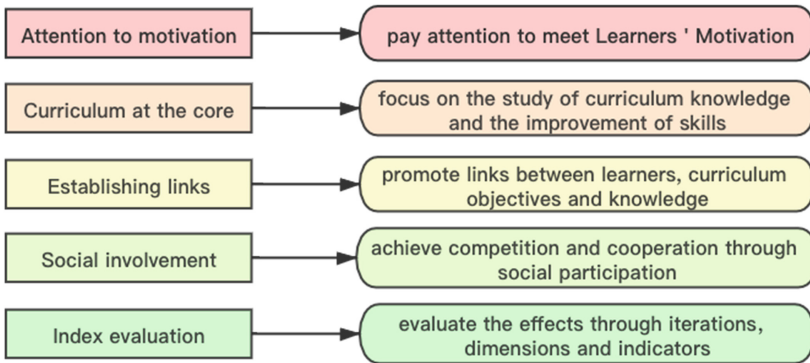 Attention to motivation
pay attention to meet Learners ' Motivation
Curriculum at the core
focus on the study of curriculum knowledge
and the improvement of skills
Establishing links
promote links between learners, curriculum
objectives and knowledge
Social involvement
achieve competition and cooperation through
social participation
Index evaluation
evaluate the effects through iterations,
dimensions and indicators